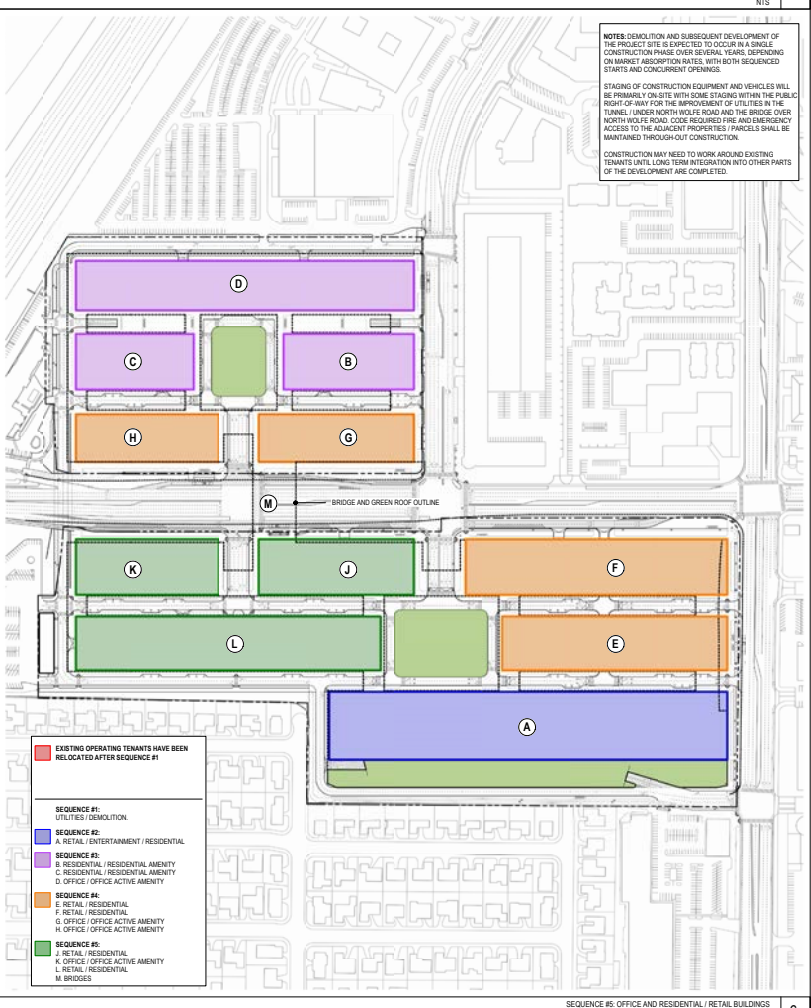 NTS
NOTES: DEMOLITION AND SUBSEQUENT DEVELOPMENT OF
THE PROJECT SITE IS EXPECTED TO OCCUR IN A SINGLE
CONSTRUCTION PHASE OVER SEVERAL YEARS, DEPENDING
ON MARKET ABSORPTION RATES, WITH BOTH SEQUENCED
STARTS AND CONCURRENT OPENINGS.
STAGING OF CONSTRUCTION EQUIPMENT AND VEHICLES WILL
BE PRIMARILY ON-SITE WITH SOME STAGING WITHIN THE PUBLIC
RIGHT-OF-WAY FOR THE IMPROVEMENT OF UTILITIES IN THE
TUNNEL / UNDER NORTH WOLFE ROAD AND THE BRIDGE OVER
NORTH WOLFE ROAD. CODE REQUIRED FIRE AND EMERGENCY
ACCESS TO THE ADJACENT PROPERTIES / PARCELS SHALL BE
MAINTAINED THROUGH-OUT CONSTRUCTION.
CONSTRUCTION MAY NEED TO WORK AROUND EXISTING
TENANTS UNTIL LONG TERM INTEGRATION INTO OTHER PARTS
OF THE DEVELOPMENT ARE COMPLETED.
D
C
B
H
G
M
BRIDGE AND GREEN ROOF OUTLINE
K
J
F
L
E
A
EXISTING OPERATING TENANTS HAVE BEEN
RELOCATED AFTER SEQUENCE #1
SEQUENCE #1:
UTILITIES / DEMOLITION.
SEQUENCE #2:
A. RETAIL / ENTERTAINMENT / RESIDENTIAL
SEQUENCE #3:
B. RESIDENTIAL / RESIDENTIAL AMENITY
C. RESIDENTIAL / RESIDENTIAL AMENITY
D. OFFICE / OFFICE ACTIVE AMENITY
SEQUENCE #4:
E. RETAIL / RESIDENTIAL
F. RETAIL / RESIDENTIAL
G. OFFICE / OFFICE ACTIVE AMENITY
H. OFFICE / OFFICE ACTIVE AMENITY
SEQUENCE #5:
J. RETAIL / RESIDENTIAL
K. OFFICE / OFFICE ACTIVE AMENITY
L. RETAIL / RESIDENTIAL
M. BRIDGES
SEQUENCE #5: OFFICE AND RESIDENTIAL / RETAIL BUILDINGS